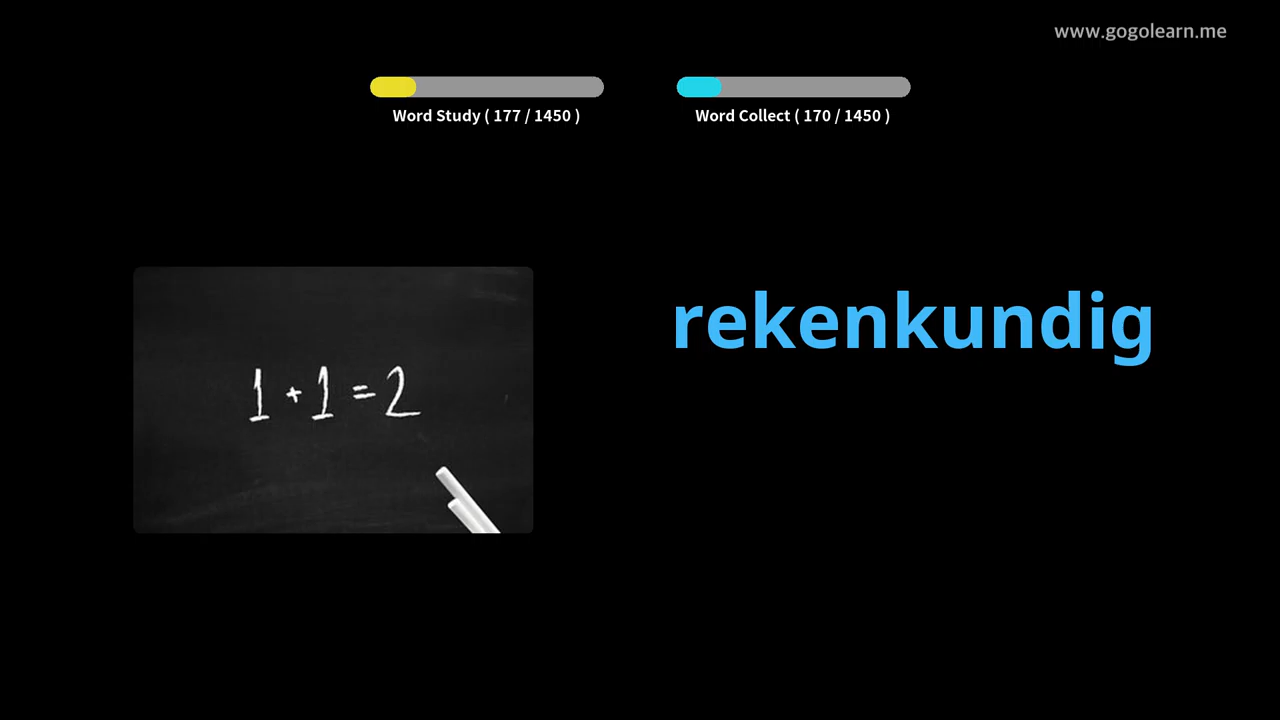 www.gogolearn.me
Word Study ( 177 / 1450 )
Word Collect ( 170 / 1450 )
rekenkundig
1 + 1 = 2